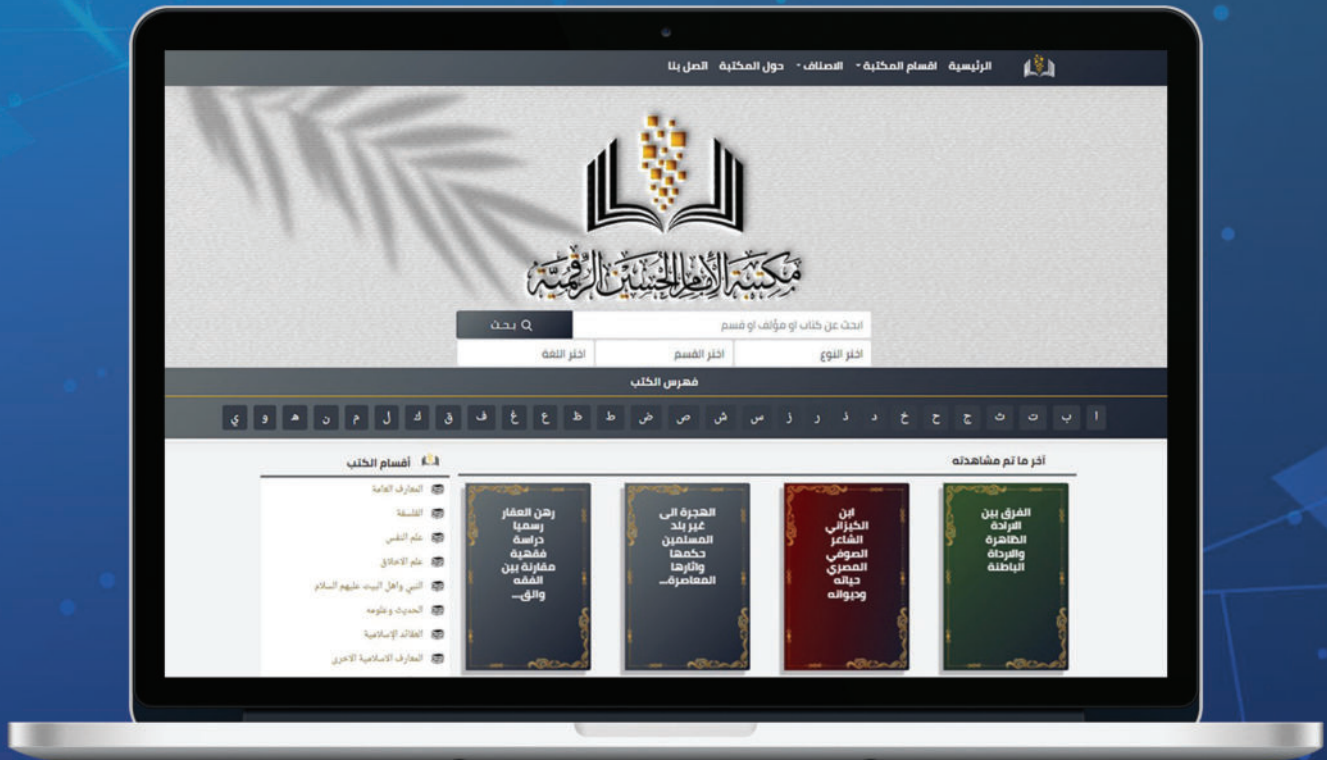 الرئيسية اقسام المكتبة الاصناف حول المكتبة اتصل بنا
مكتبة الإمام الحسين الرقمية
ابحث عن كتاب او مؤلف او قسم
بحث
اختر النوع اختر القسم اختر اللغة
فهرس الكتب
ا ب ت ث ج ح خ د ذ ر ز س ش ص ض ط ظ ع غ ف ق ك ل م ن ه و ي
آخر ما تم مشاهدته
الفرق بين
الارادة
الظاهرة
والارداة
الباطنة
ابن
الكيزاني
الشاعر
الصوفي
المصري
حياته
وديوانه
الهجرة الى
غير بلد
المسلمين
حكمها
واثارها
المعاصرة...
رهن العقار
رسميا
دراسة
فقهية
مقارنة بين
الفقه
والق...
أقسام الكتب
المعارف العامة
الفلسفة
علم النفس
علم الاخلاق
النبي واهل البيت عليهم السلام
الحديث وعلومه
العقائد الإسلامية
المعارف الاسلامية الاخرى